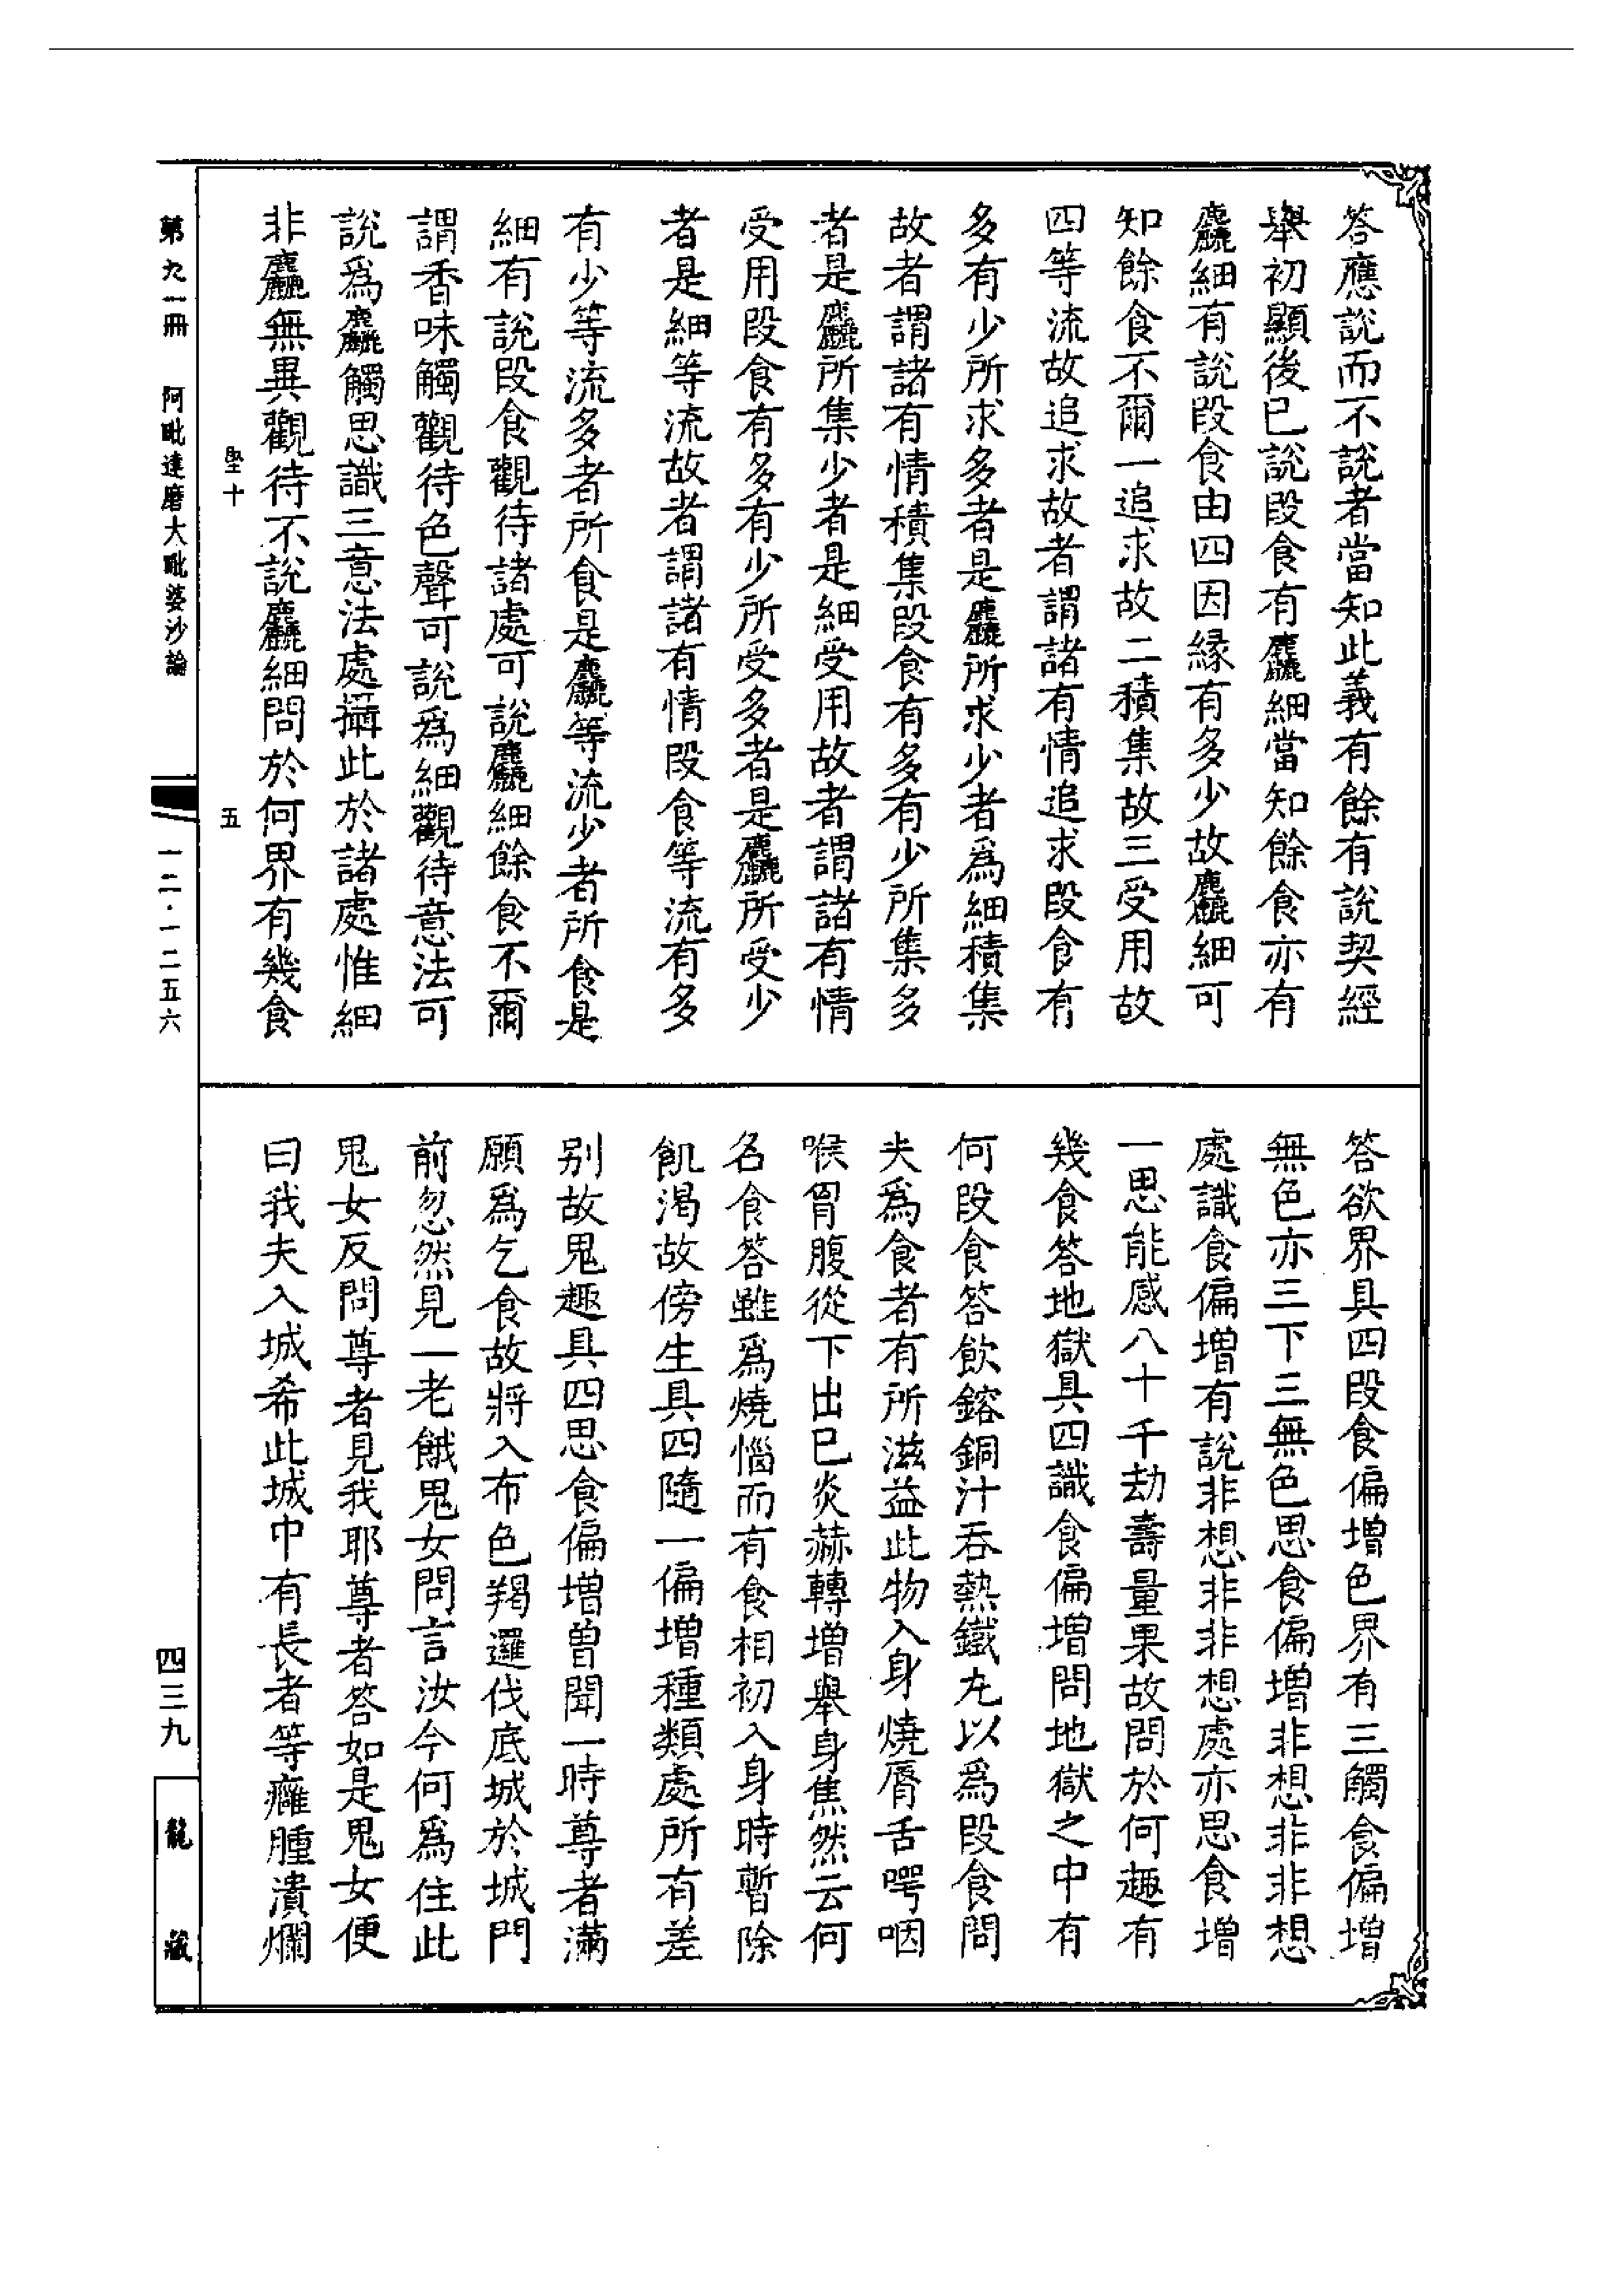 答應說而不說者當知此義有餘有說契經
舉初顯後已說段食有麤細當知餘食亦有
麤細有說段食由四因緣有多少故麤細可
知餘食不爾一追求故二積集故三受用故
四等流故追求故者謂諸有情追求段食有
多有少所求多者是麤所求少者為細積集
故者謂諸有情積集段食有多有少所集多
者是麤所集少者是細受用故者謂諸有情
受用段食有多有少所受多者是麤所受少
者是細等流故者謂諸有情段食等流有多
有少等流多者所食是麤等流少者所食是
細有說段食觀待諸處可說麤細餘食不爾
謂香味觸觀待色聲可說為細觀待意法可
說為麤觸思識三意法處攝此於諸處惟細
非麤無異觀待不說麤細問於何界有幾食
答欲界具四段食偏增色界有三觸食偏增
無色亦三下三無色思食偏增非想非非想
處識食偏增有說非想非非想處亦思食增
一思能感八十千劫壽量果故問於何趣有
幾食答地獄具四識食偏增問地獄之中有
何段食答飲鎔銅汁吞熱鐵丸以為段食問
夫為食者有所滋益此物入身燒脣舌㗁咽
喉胃腹從下出已炎赫轉增舉身焦然云何
名食答雖為燒惱而有食相初入身時暫除
飢渴故傍生具四隨一偏增種類處所有差
別故鬼趣具四思食偏增曾聞一時尊者滿
願為乞食故將入布色羯邏伐底城於城門
前忽然見一老餓鬼女問言汝今何為住此
鬼女反問尊者見我耶尊者答如是鬼女便
曰我夫入城希此城中有長者等癰腫潰爛
堅十
五
第九一冊 阿毗達磨大毗婆沙論
一二·一二五六
四三九
龍藏